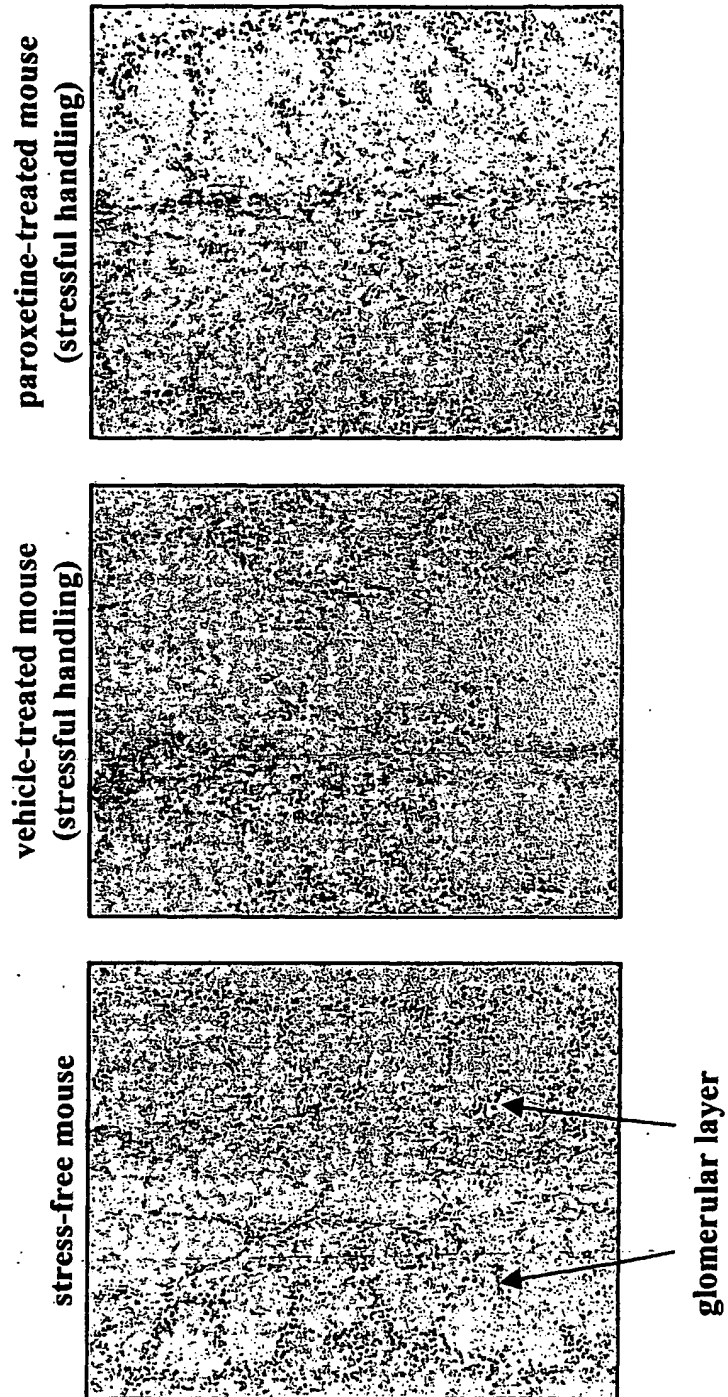 stress-free mouse
vehicle-treated mouse
(stressful handling)
paroxetine-treated mouse
(stressful handling)
glomerular layer